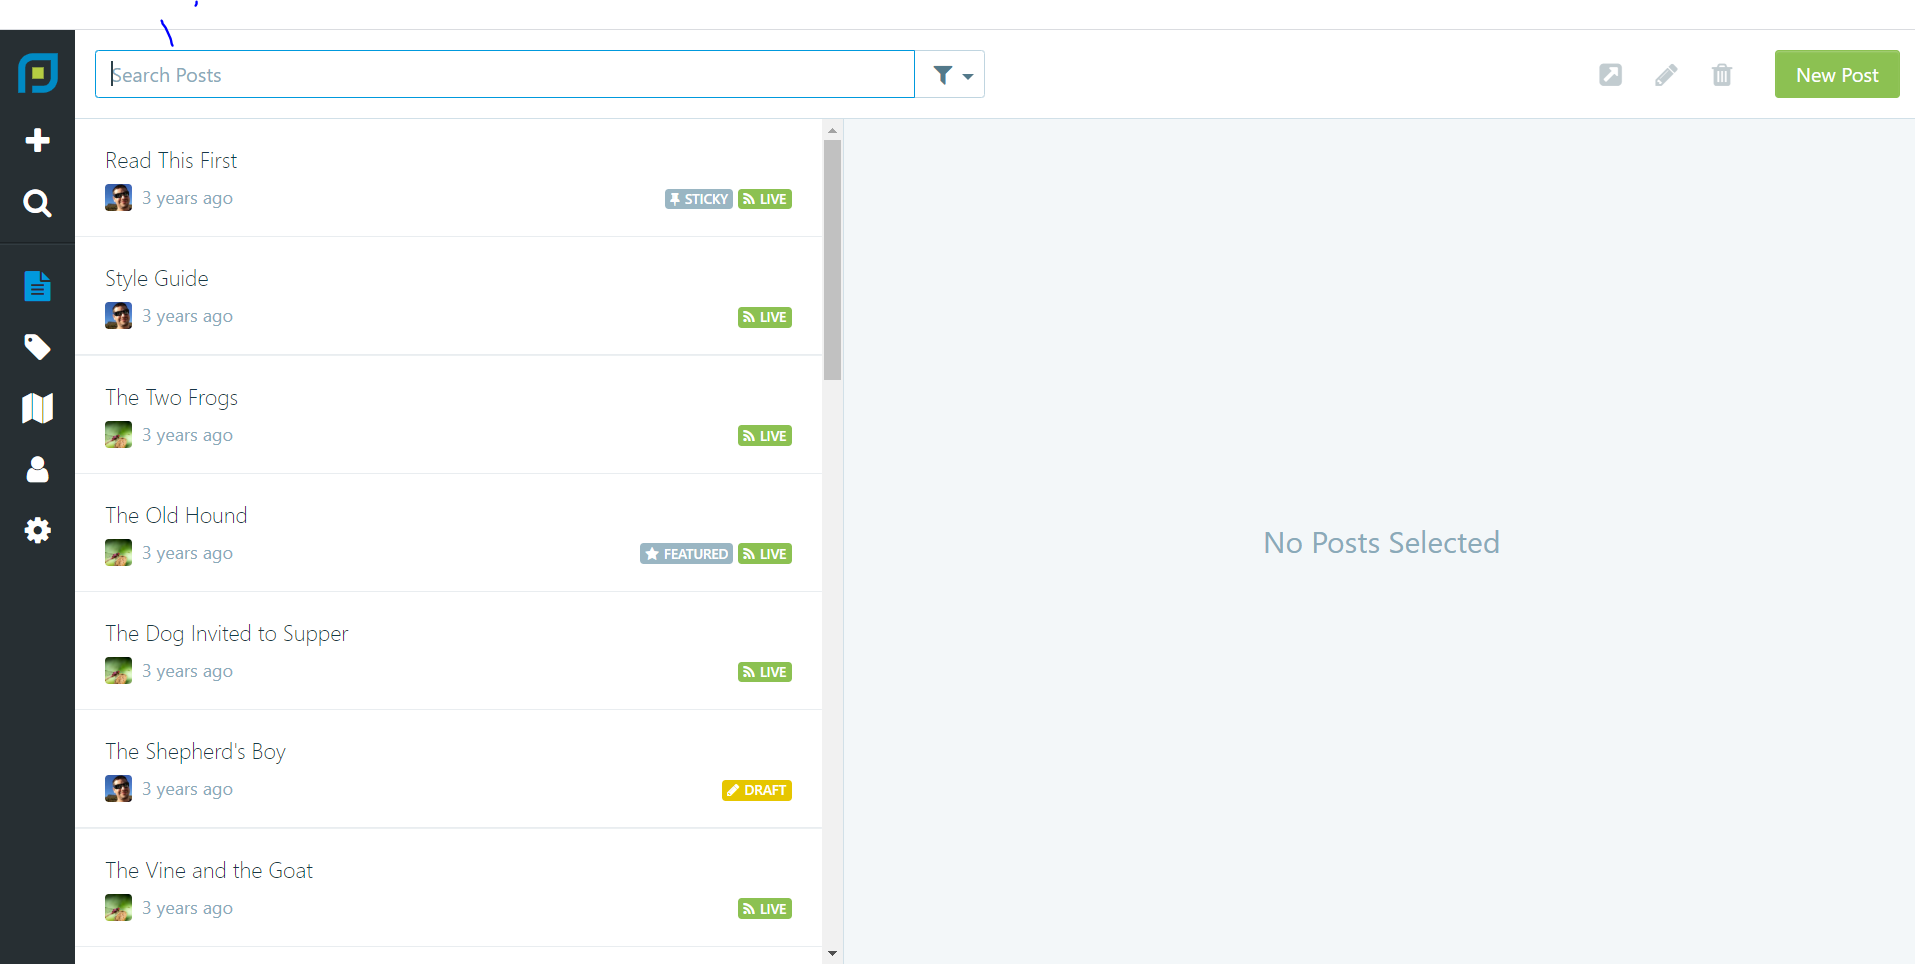 Search Posts
New Post
Read This First
3 years ago
STICKY LIVE
Style Guide
3 years ago
LIVE
The Two Frogs
3 years ago
LIVE
The Old Hound
3 years ago
FEATURED LIVE
The Dog Invited to Supper
3 years ago
LIVE
The Shepherd's Boy
3 years ago
DRAFT
The Vine and the Goat
3 years ago
LIVE
No Posts Selected